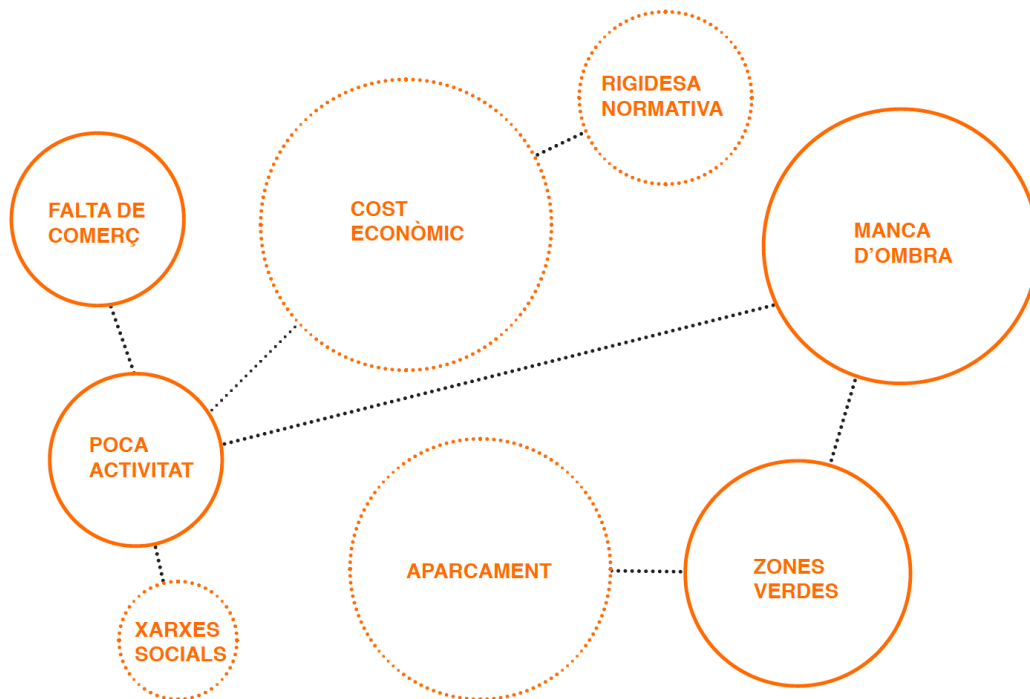 RIGIDESA
NORMATIVA
FALTA DE
COMERÇ
COST
ECONÒMIC
MANCA
D’OMBRA
POCA
ACTIVITAT
APARCAMENT
ZONES
VERDES
XARXES
SOCIALS